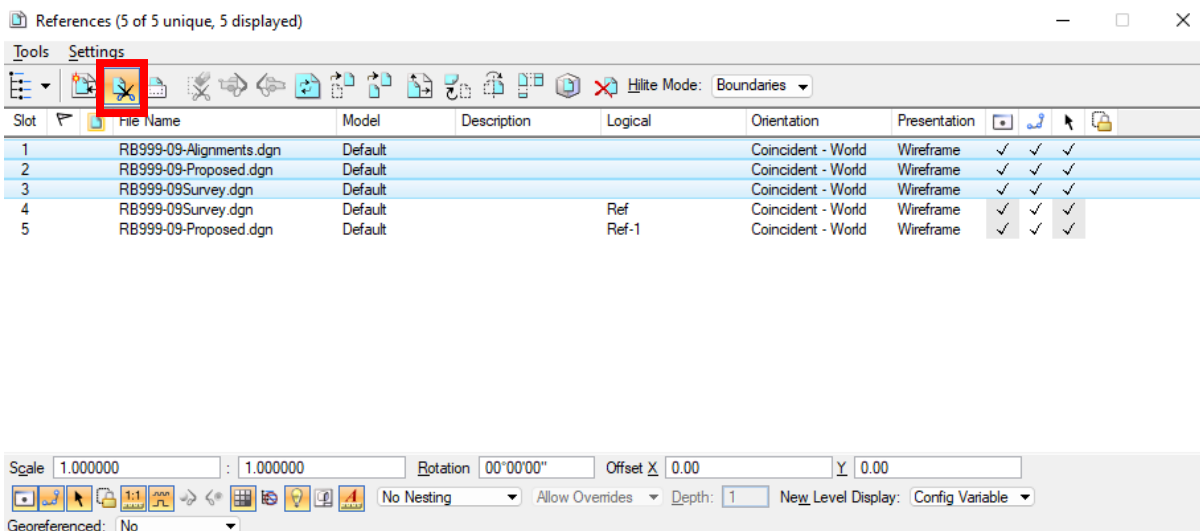 References (5 of 5 unique, 5 displayed)
Tools Settings
Hilite Mode: Boundaries
Slot File Name Model Description Logical Orientation Presentation
1 RB999-09-Alignments.dgn Default Coincident - World Wireframe
2 RB999-09-Proposed.dgn Default Coincident - World Wireframe
3 RB999-09Survey.dgn Default Coincident - World Wireframe
4 RB999-09Survey.dgn Default Ref Coincident - World Wireframe
5 RB999-09-Proposed.dgn Default Ref-1 Coincident - World Wireframe
Scale 1.000000 : 1.000000 Rotation 00°00'00" Offset X 0.00 Y 0.00
1:1 A No Nesting Allow Overrides Depth: 1 New Level Display: Config Variable
Georeferenced: No